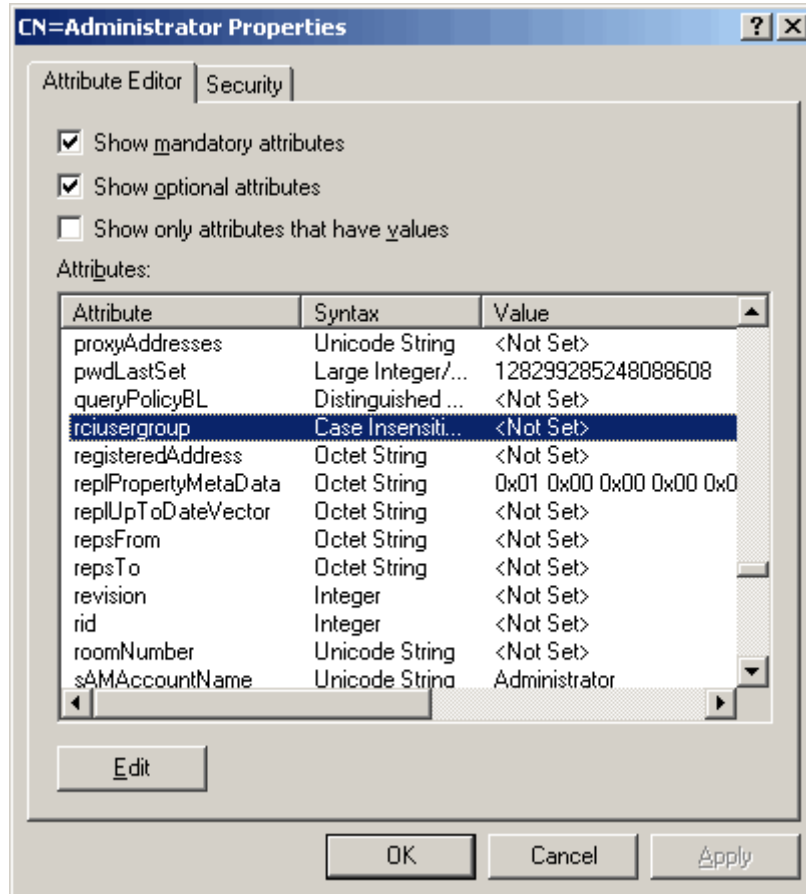 CN=Administrator Properties
Attribute Editor Security
Show mandatory attributes
Show optional attributes
Show only attributes that have values
Attributes:
Attribute Syntax Value
proxyAddresses Unicode String <Not Set>
pwdLastSet Large Integer/... 128299285248088608
queryPolicyBL Distinguished ... <Not Set>
rciusergroup Case Insensiti... <Not Set>
registeredAddress Octet String <Not Set>
replPropertyMetaData Octet String 0x01 0x00 0x00 0x00 0x0
replUpToDateVector Octet String <Not Set>
repsFrom Octet String <Not Set>
repsTo Octet String <Not Set>
revision Integer <Not Set>
rid Integer <Not Set>
roomNumber Unicode String <Not Set>
sAMAccountName Unicode String Administrator
Edit
OK Cancel Apply